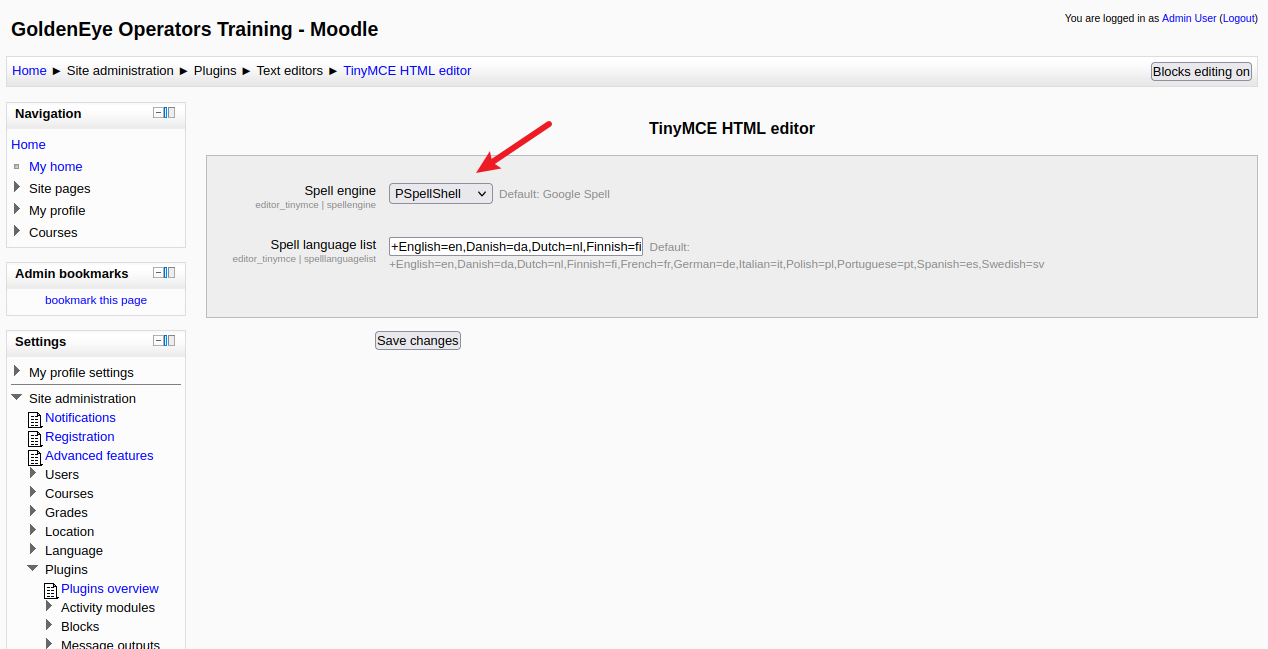 GoldenEye Operators Training - Moodle
You are logged in as Admin User (Logout)
Home ► Site administration ► Plugins ► Text editors ► TinyMCE HTML editor
Blocks editing on
Navigation
Home
My home
Site pages
My profile
Courses
Admin bookmarks
bookmark this page
Settings
My profile settings
Site administration
Notifications
Registration
Advanced features
Users
Courses
Grades
Location
Language
Plugins
Plugins overview
Activity modules
Blocks
Message outputs
TinyMCE HTML editor
Spell engine
editor_tinymce | spellengine
PSpellShell
Default: Google Spell
Spell language list
editor_tinymce | spelllanguagelist
+English=en,Danish=da,Dutch=nl,Finnish=fi
Default:
+English=en,Danish=da,Dutch=nl,Finnish=fi,French=fr,German=de,Italian=it,Polish=pl,Portuguese=pt,Spanish=es,Swedish=sv
Save changes